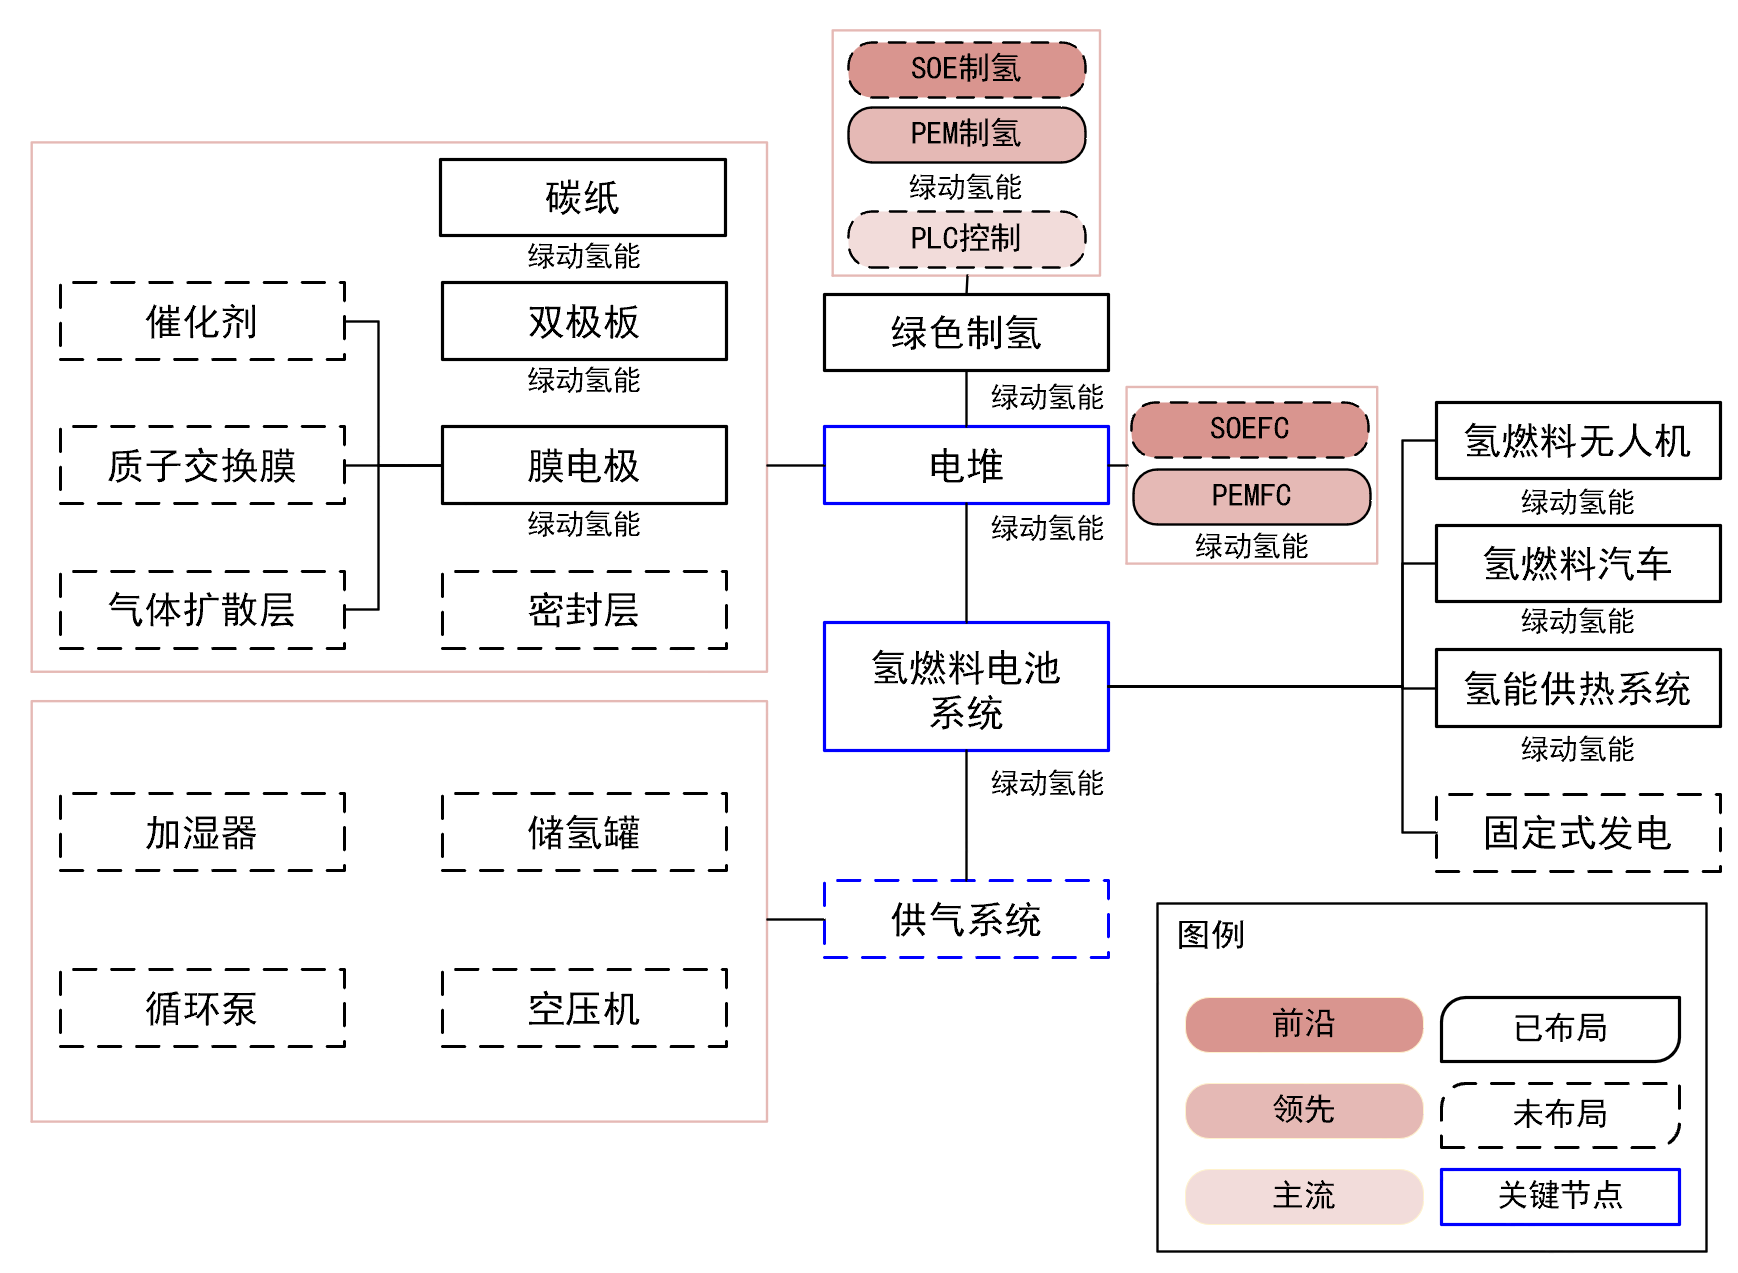 SOE制氢
PEM制氢
绿动氢能
PLC控制
碳纸
绿动氢能
催化剂
双极板
绿动氢能
质子交换膜
膜电极
绿动氢能
气体扩散层
密封层
绿色制氢
绿动氢能
电堆
绿动氢能
SOEFC
PEMFC
绿动氢能
氢燃料无人机
绿动氢能
氢燃料汽车
绿动氢能
氢能供热系统
绿动氢能
固定式发电
氢燃料电池
系统
绿动氢能
加湿器
储氢罐
供气系统
循环泵
空压机
图例
前沿
已布局
领先
未布局
主流
关键节点